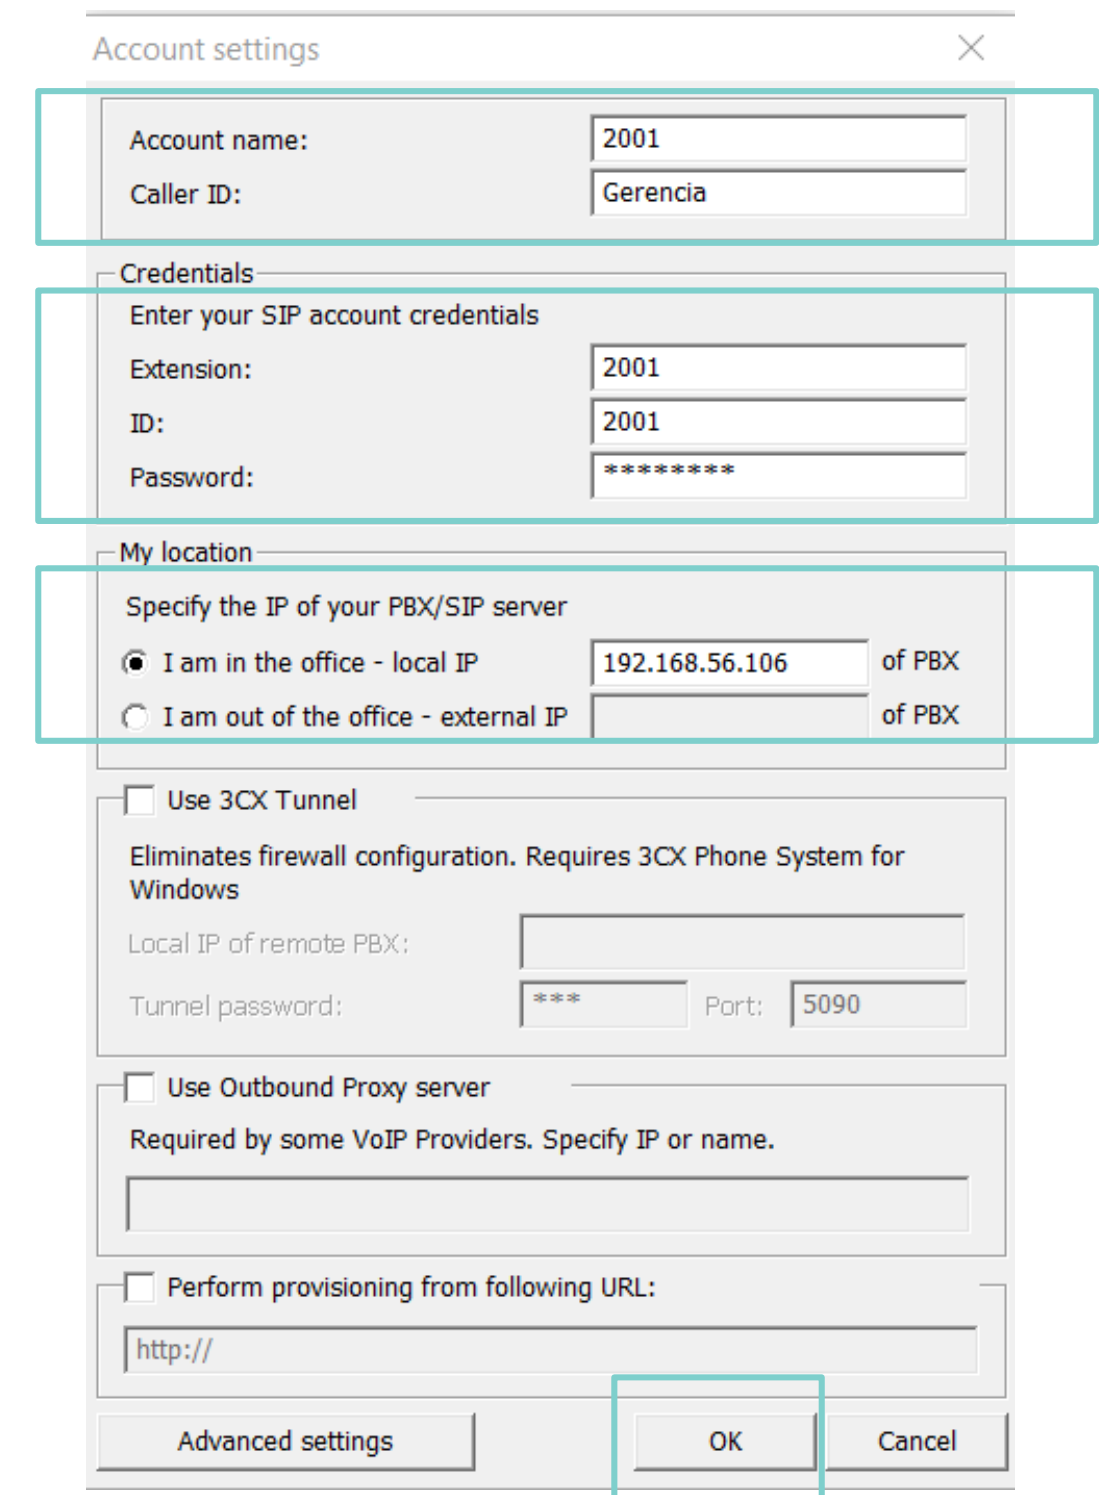 Account settings
Account name: 2001
Caller ID: Gerencia
Credentials
Enter your SIP account credentials
Extension: 2001
ID: 2001
Password: ********
My location
Specify the IP of your PBX/SIP server
I am in the office - local IP 192.168.56.106 of PBX
I am out of the office - external IP of PBX
Use 3CX Tunnel
Eliminates firewall configuration. Requires 3CX Phone System for
Windows
Local IP of remote PBX:
Tunnel password: *** Port: 5090
Use Outbound Proxy server
Required by some VoIP Providers. Specify IP or name.
Perform provisioning from following URL:
http://
Advanced settings OK Cancel